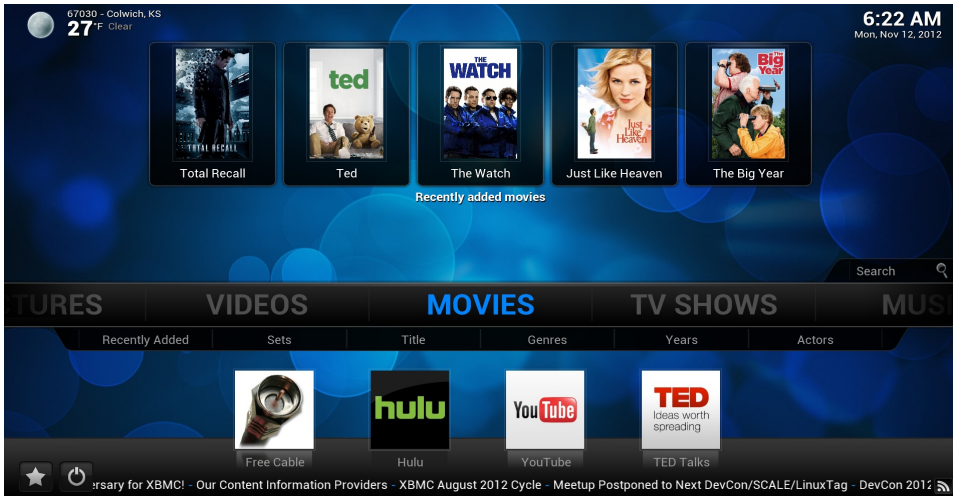 67030 - Colwich, KS
27°F Clear
6:22 AM
Mon, Nov 12, 2012
TOTAL RECALL
ted
THE
WATCH
Just
Like
Heaven
The
Big
Year
Total Recall
Ted
The Watch
Just Like Heaven
The Big Year
Recently added movies
Search
TURES VIDEOS MOVIES TV SHOWS MUSI
Recently Added Sets Title Genres Years Actors
hulu
YouTube
TED
Ideas worth
spreading
Free Cable Hulu YouTube TED Talks
ersary for XBMC! - Our Content Information Providers - XBMC August 2012 Cycle - Meetup Postponed to Next DevCon/SCALE/LinuxTag - DevCon 2012